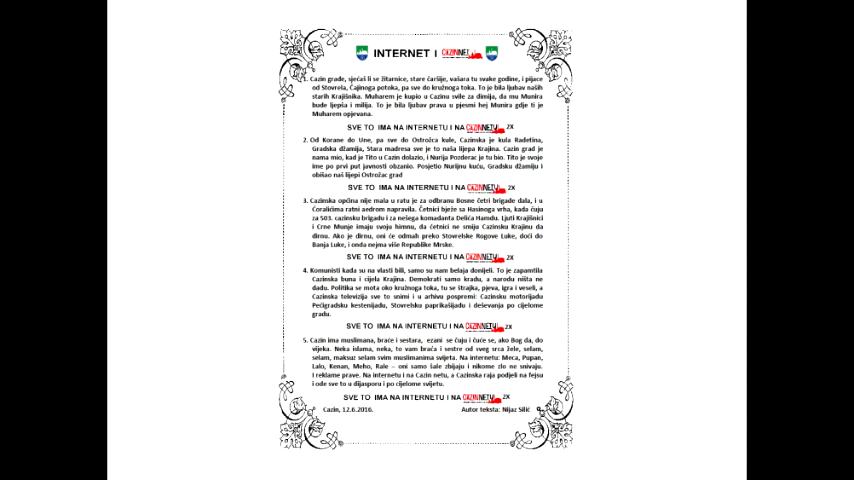 INTERNET I CAZINNET
1. Cazin grade, sjećaš li se žitarnice, stare čaršije, vašara tu svake godine, i pijace
od Stovrela, Ćajinoga potoka, pa sve do kružnoga toka. To je bila ljubav naših
starih Krajišnika. Muharem je kupio u Cazinu svile za dimija, da mu Munira
bude ljepša i milija. To je bila ljubav prava u pjesmi hej Munira gdje ti je
Muharem opjevana.
SVE TO IMA NA INTERNETU I NA CAZINNETU 2X
2. Od Korane do Une, pa sve do Ostrožca kule, Cazinska je kula Radetina,
Gradska džamija, Stara madresa sve je to naša lijepa Krajina. Cazin grad je
nama mio, kad je Tito u Cazin dolazio, i Nurija Pozderac je tu bio. Tito je svoje
ime po prvi put javnosti obzanio. Posjetio Nurijnu kuću, Gradsku džamiju i
obišao naš lijepi Ostrožac grad
SVE TO IMA NA INTERNETU I NA CAZINNETU 2X
3. Cazinska općina nije mala u ratu je za odbranu Bosne četri brigade dala, i u
Ćoralićima ratni aedrom napravila. Četnici bježe sa Hasinoga vrha, kada čuju
za 503. cazinsku brigadu i za nešega komadanta Delića Hamdu. Ljuti Krajišnici
i Crne Munje imaju svoju himnu, da četnici ne smiju Cazinsku Krajinu da
dirnu. Ako je dirnu, oni će odmah preko Stovrelske Rogove Luke, doći do
Banja Luke, i onda nejma više Republike Mrske.
SVE TO IMA NA INTERNETU I NA CAZINNETU 2X
4. Komunisti kada su na vlasti bili, samo su nam belaja donijeli. To je zapamtila
Cazinska buna i cijela Krajina. Demokrati samo kradu, a narodu ništa ne
dadu. Politika se mota oko kružnoga toka, tu se štrajka, pjeva, igra i veseli, a
Cazinska televizija sve to snimi i u arhivu pospremi: Cazinsku motorijadu
Pećigradsku kestenijadu, Stovrelsku paprikašijadu i deševanja po cijelome
gradu.
SVE TO IMA NA INTERNETU I NA CAZINNETU 2X
5. Cazin ima muslimana, braće i sestara, ezani se čuju i čuće se, ako Bog da, do
vijeka. Neka islama, neka, to vam braća i sestre od sveg srca žele, selam,
selam, maksuz selam svim muslimanima svijeta. Na internetu: Meca, Pupan,
Lalo, Kenan, Meho, Rale – oni samo šale zbijaju i nikome zlo ne snivaju.
I reklame prave. Na internetu i na Cazin netu, a Cazinska raja podjeli na fejsu
i ode sve to u dijasporu i po cijelome svijetu.
SVE TO IMA NA INTERNETU I NA CAZINNETU 2X
Cazin, 12.6.2016. Autor teksta: Nijaz Silić